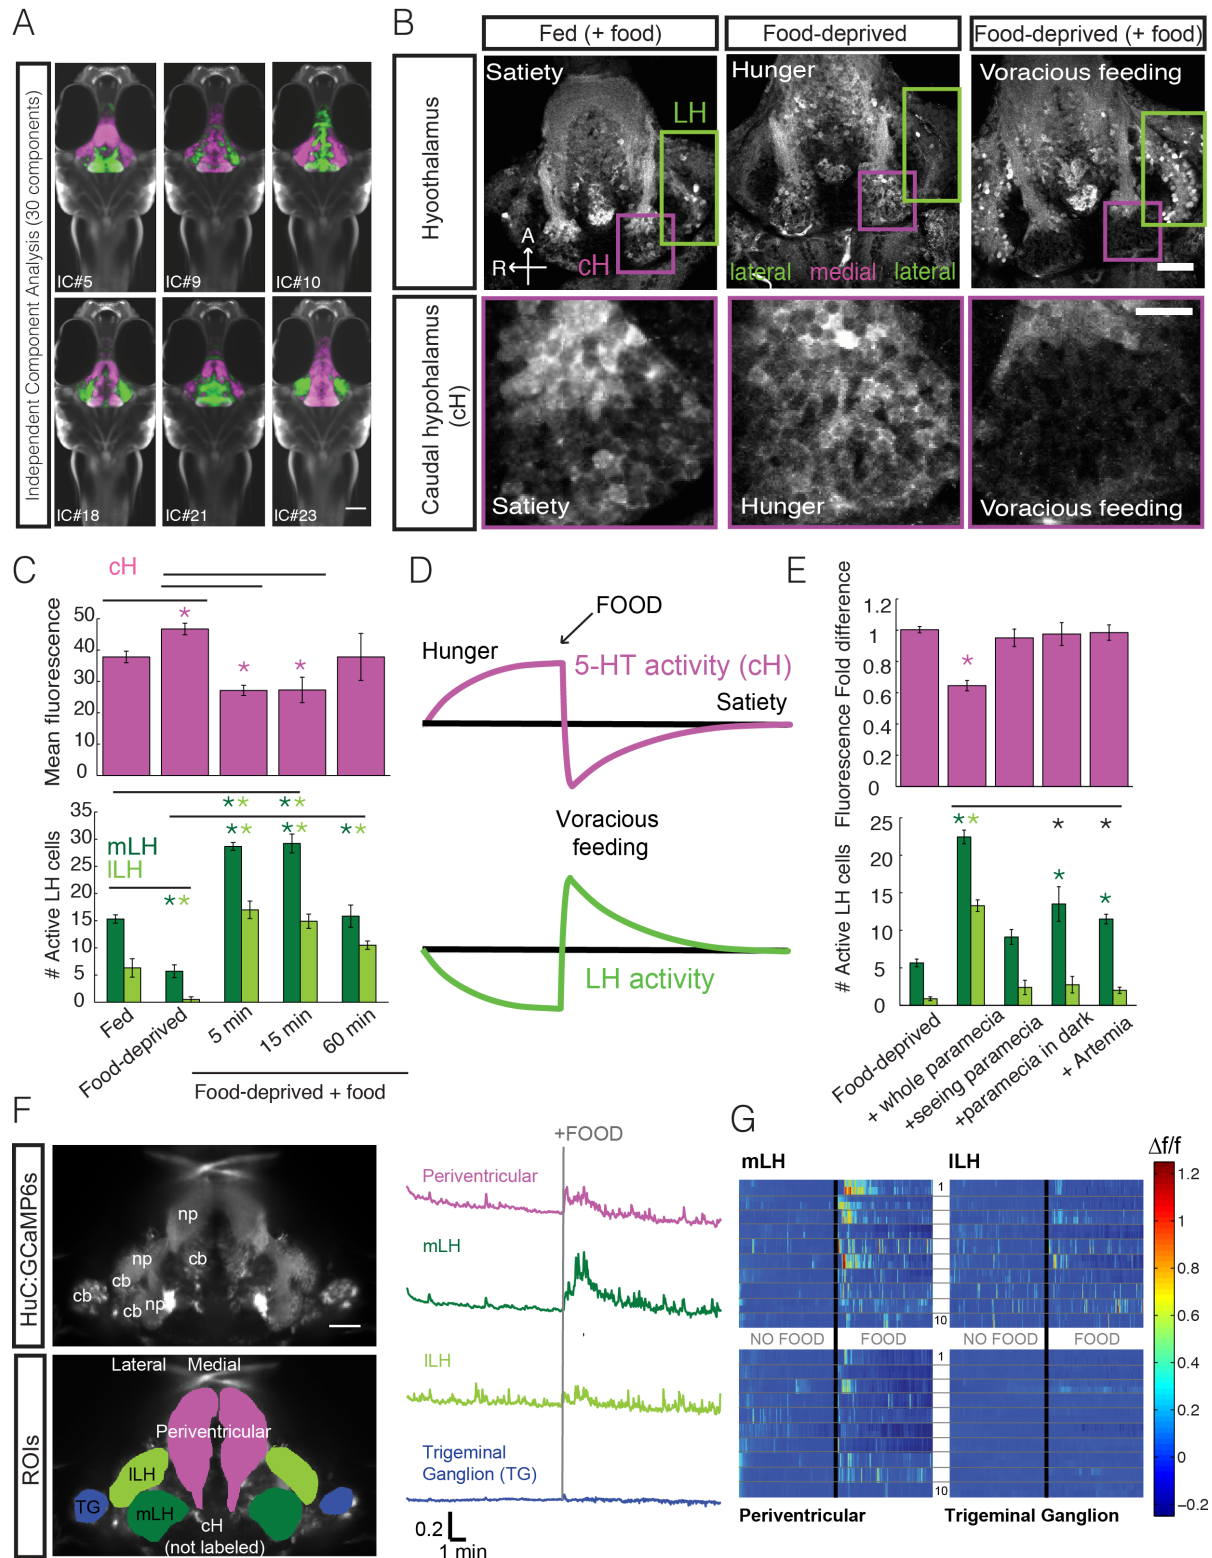 A
Independent Component Analysis (30 components)
IC#5
IC#9
IC#10
IC#18
IC#21
IC#23
B
Fed (+ food)
Food-deprived
Food-deprived (+ food)
Hyoothalamus
Satiety
LH
A
R
cH
Hunger
lateral
medial
lateral
Voracious feeding
Caudal hypohalamus
(cH)
Satiety
Hunger
Voracious feeding
C
cH
Mean fluorescence
50
40
30
20
10
0
*
*
*
# Active LH cells
35
30
25
20
15
10
5
0
mLH
lLH
**
** **
** ** **
Fed
Food-deprived
5 min
15 min
60 min
Food-deprived + food
D
FOOD
Hunger
5-HT activity (cH)
Satiety
Voracious
feeding
LH activity
E
Fluorescence Fold difference
1.2
1
0.8
0.6
0.4
0.2
0
*
# Active LH cells
25
20
15
10
5
0
**
* *
*
*
Food-deprived
+ whole paramecia
+seeing paramecia
+paramecia in dark
+ Artemia
F
HuC:GCaMP6s
np
np
cb
cb
cb
cb
np
ROIs
Lateral Medial
Periventricular
lLH
TG
mLH
cH
(not labeled)
+FOOD
Periventricular
mLH
lLH
Trigeminal
Ganglion (TG)
0.2
1 min
G
mLH
lLH
1
10
NO FOOD
FOOD
NO FOOD
FOOD
1
10
Periventricular
Trigeminal Ganglion
Δf/f
1.2
1
0.8
0.6
0.4
0.2
0
−0.2